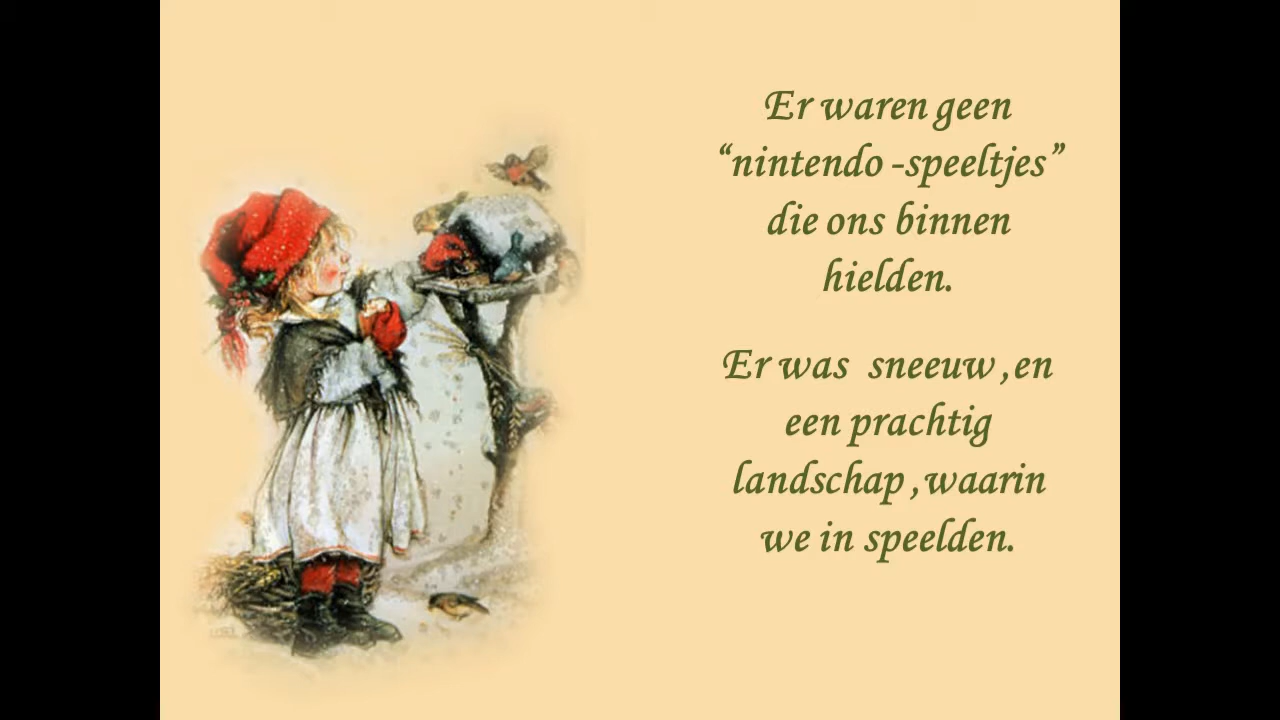 Er waren geen
“nintendo -speeltjes”
die ons binnen
hielden.
Er was sneeuw ,en
een prachtig
landschap ,waarin
we in speelden.